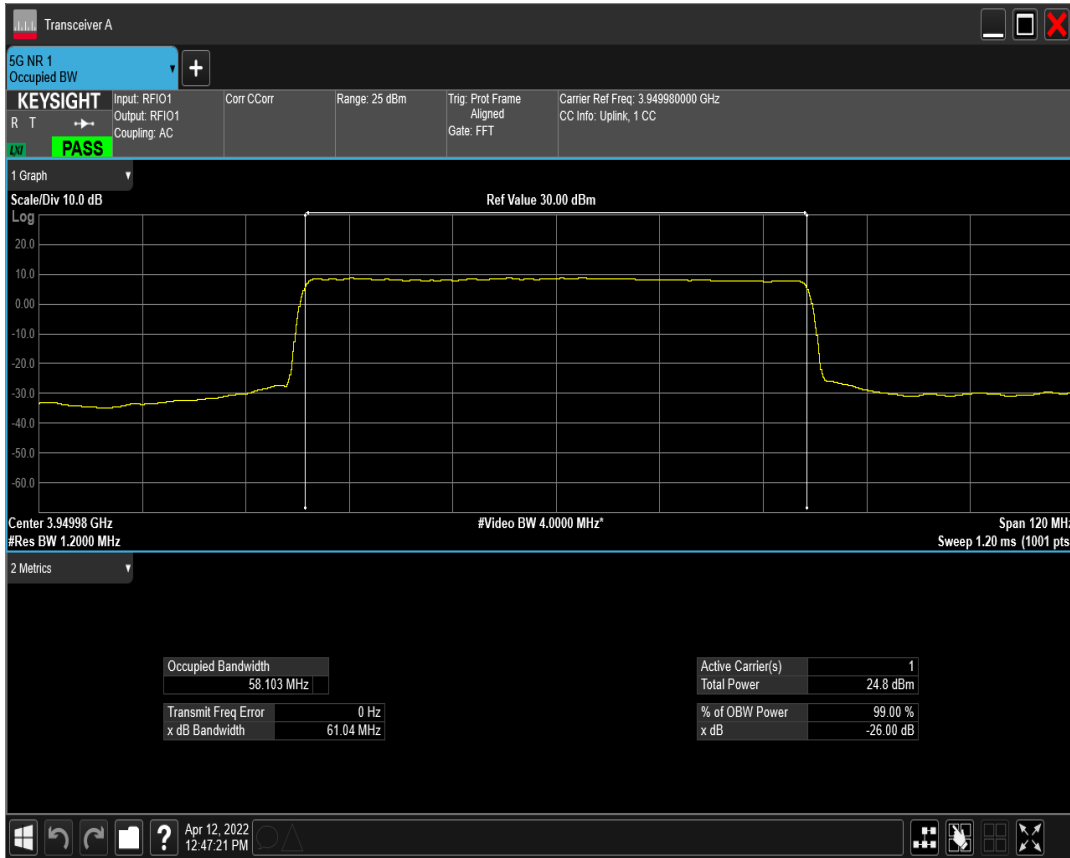 Transceiver A
5G NR 1
Occupied BW
KEYSIGHT
R T
LXI
PASS
Input: RFIO1
Output: RFIO1
Coupling: AC
Corr CCorr
Range: 25 dBm
Trig: Prot Frame
Aligned
Gate: FFT
Carrier Ref Freq: 3.949980000 GHz
CC Info: Uplink, 1 CC
1 Graph
Scale/Div 10.0 dB
Ref Value 30.00 dBm
Log
20.0
10.0
0.00
-10.0
-20.0
-30.0
-40.0
-50.0
-60.0
Center 3.94998 GHz
#Video BW 4.0000 MHz*
Span 120 MHz
#Res BW 1.2000 MHz
Sweep 1.20 ms (1001 pts
2 Metrics
Occupied Bandwidth
58.103 MHz
Transmit Freq Error 0 Hz
x dB Bandwidth 61.04 MHz
Active Carrier(s) 1
Total Power 24.8 dBm
% of OBW Power 99.00 %
x dB -26.00 dB
?
Apr 12, 2022
12:47:21 PM